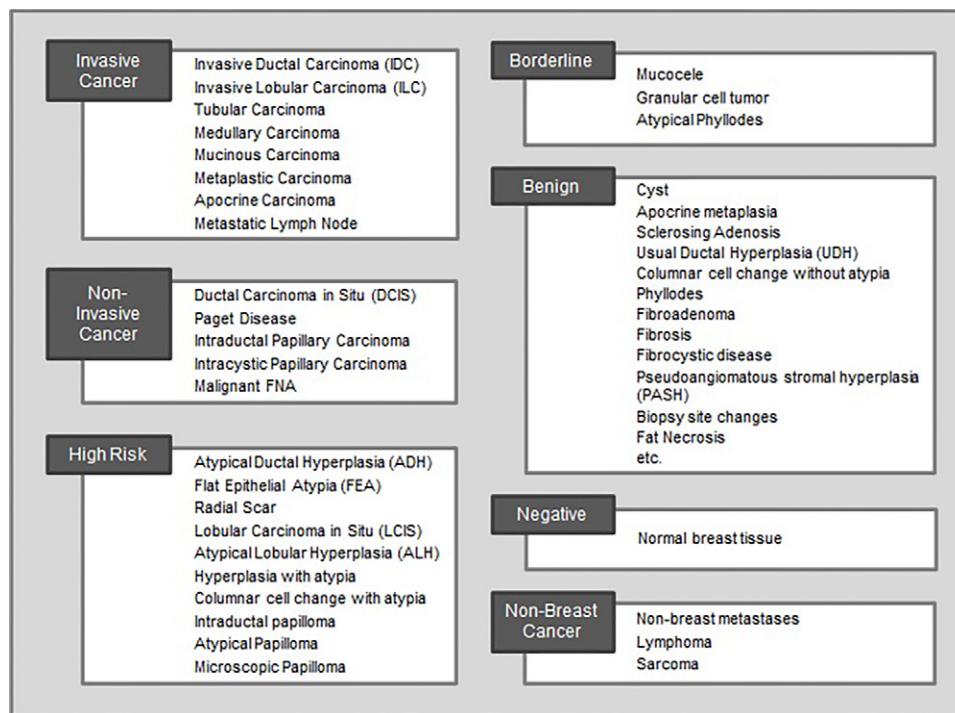 Invasive
Cancer
Invasive Ductal Carcinoma (IDC)
Invasive Lobular Carcinoma (ILC)
Tubular Carcinoma
Medullary Carcinoma
Mucinous Carcinoma
Metaplastic Carcinoma
Apocrine Carcinoma
Metastatic Lymph Node
Non-
Invasive
Cancer
Ductal Carcinoma in Situ (DCIS)
Paget Disease
Intraductal Papillary Carcinoma
Intracystic Papillary Carcinoma
Malignant FNA
High Risk
Atypical Ductal Hyperplasia (ADH)
Flat Epithelial Atypia (FEA)
Radial Scar
Lobular Carcinoma in Situ (LCIS)
Atypical Lobular Hyperplasia (ALH)
Hyperplasia with atypia
Columnar cell change with atypia
Intraductal papilloma
Atypical Papilloma
Microscopic Papilloma
Borderline
Mucocele
Granular cell tumor
Atypical Phyllodes
Benign
Cyst
Apocrine metaplasia
Sclerosing Adenosis
Usual Ductal Hyperplasia (UDH)
Columnar cell change without atypia
Phyllodes
Fibroadenoma
Fibrosis
Fibrocystic disease
Pseudoangiomatous stromal hyperplasia
(PASH)
Biopsy site changes
Fat Necrosis
etc.
Negative
Normal breast tissue
Non-Breast
Cancer
Non-breast metastases
Lymphoma
Sarcoma